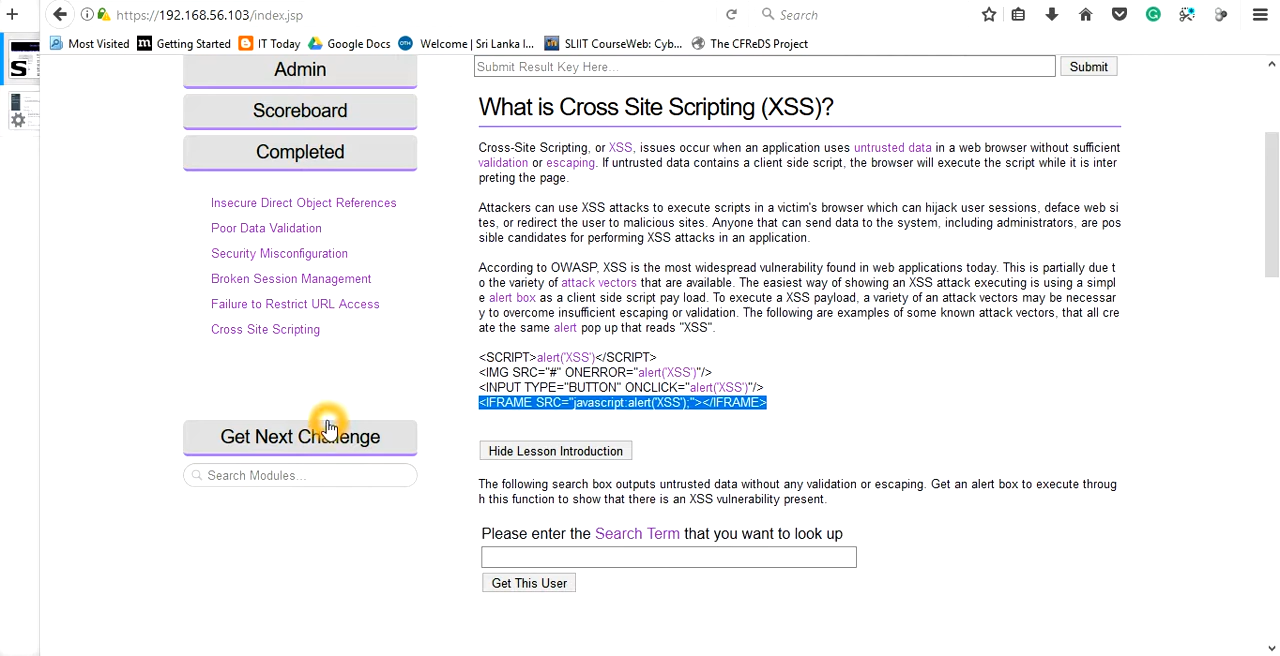 https://192.168.56.103/index.jsp
Search
Most Visited
Getting Started
IT Today
Google Docs
Welcome | Sri Lanka I...
SLIIT CourseWeb: Cyb...
The CFReDS Project
Admin
Scoreboard
Completed
Insecure Direct Object References
Poor Data Validation
Security Misconfiguration
Broken Session Management
Failure to Restrict URL Access
Cross Site Scripting
Get Next Challenge
Search Modules...
Submit Result Key Here...
Submit
What is Cross Site Scripting (XSS)?
Cross-Site Scripting, or XSS, issues occur when an application uses untrusted data in a web browser without sufficient
validation or escaping. If untrusted data contains a client side script, the browser will execute the script while it is inter
preting the page.
Attackers can use XSS attacks to execute scripts in a victim's browser which can hijack user sessions, deface web si
tes, or redirect the user to malicious sites. Anyone that can send data to the system, including administrators, are pos
sible candidates for performing XSS attacks in an application.
According to OWASP, XSS is the most widespread vulnerability found in web applications today. This is partially due t
o the variety of attack vectors that are available. The easiest way of showing an XSS attack executing is using a simpl
e alert box as a client side script pay load. To execute a XSS payload, a variety of an attack vectors may be necessar
y to overcome insufficient escaping or validation. The following are examples of some known attack vectors, that all cre
ate the same alert pop up that reads "XSS".
<SCRIPT>alert('XSS')</SCRIPT>
<IMG SRC="#" ONERROR="alert('XSS')"/>
<INPUT TYPE="BUTTON" ONCLICK="alert('XSS')"/>
<IFRAME SRC="javascript:alert('XSS');"></IFRAME>
Hide Lesson Introduction
The following search box outputs untrusted data without any validation or escaping. Get an alert box to execute throug
h this function to show that there is an XSS vulnerability present.
Please enter the Search Term that you want to look up
Get This User